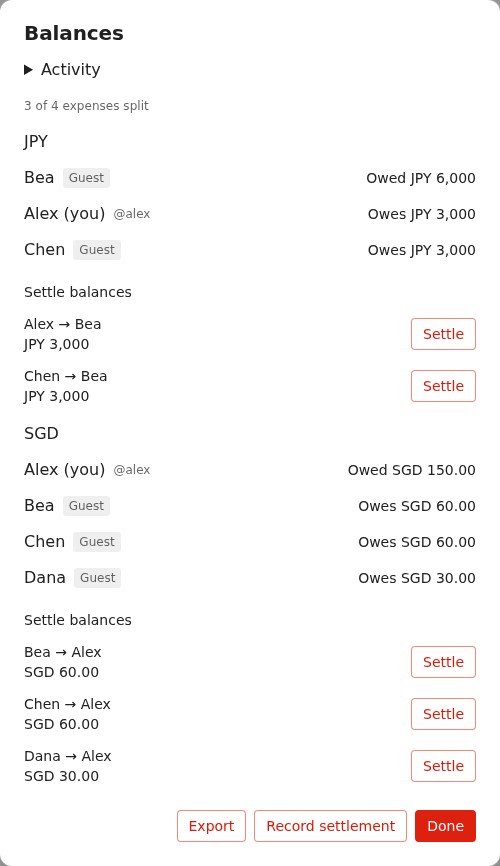 Balances
Activity
3 of 4 expenses split
JPY
Bea Guest Owed JPY 6,000
Alex (you) @alex Owes JPY 3,000
Chen Guest Owes JPY 3,000
Settle balances
Alex → Bea
JPY 3,000
Settle
Chen → Bea
JPY 3,000
Settle
SGD
Alex (you) @alex Owed SGD 150.00
Bea Guest Owes SGD 60.00
Chen Guest Owes SGD 60.00
Dana Guest Owes SGD 30.00
Settle balances
Bea → Alex
SGD 60.00
Settle
Chen → Alex
SGD 60.00
Settle
Dana → Alex
SGD 30.00
Settle
Export Record settlement Done